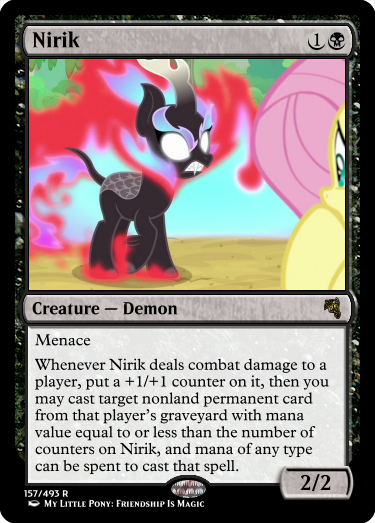 Nirik 1
Creature — Demon
Menace
Whenever Nirik deals combat damage to a
player, put a +1/+1 counter on it, then you
may cast target nonland permanent card
from that player's graveyard with mana
value equal to or less than the number of
counters on Nirik, and mana of any type
can be spent to cast that spell.
2/2
157/493 R
My Little Pony: Friendship Is Magic